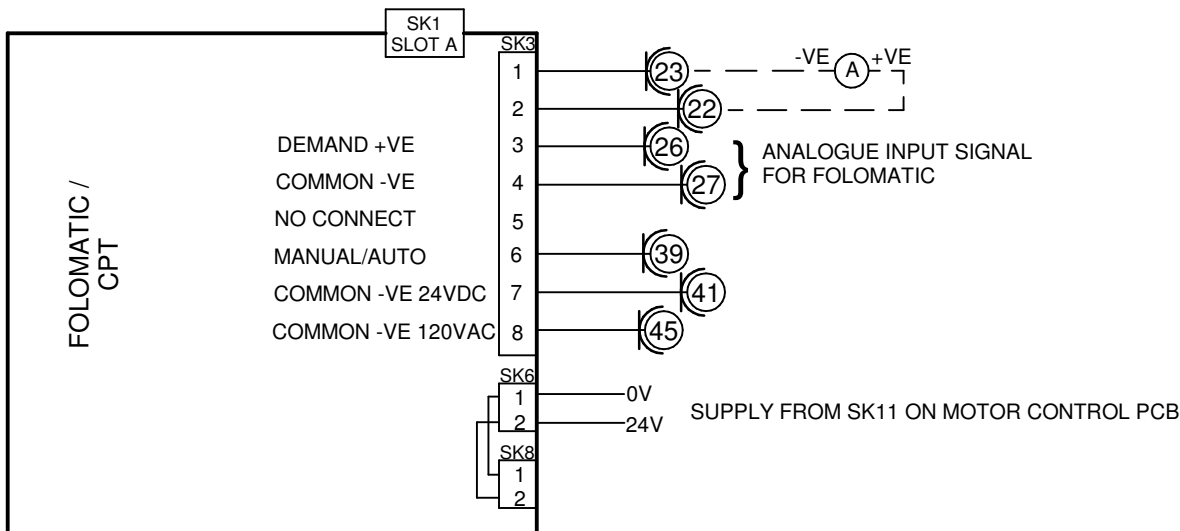 SK1
SLOT A
SK3
1
23
-VE
A
+VE
2
22
DEMAND +VE
3
26
ANALOGUE INPUT SIGNAL
FOR FOLOMATIC
COMMON -VE
4
27
NO CONNECT
5
MANUAL/AUTO
6
39
COMMON -VE 24VDC
7
41
COMMON -VE 120VAC
8
45
FOLOMATIC /
CPT
SK6
1
0V
2
24V
SUPPLY FROM SK11 ON MOTOR CONTROL PCB
SK8
1
2